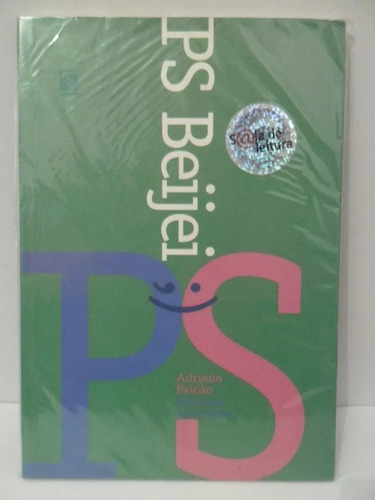 PS Beijei
S@la de
leitura
PS
Adriana
Falcão